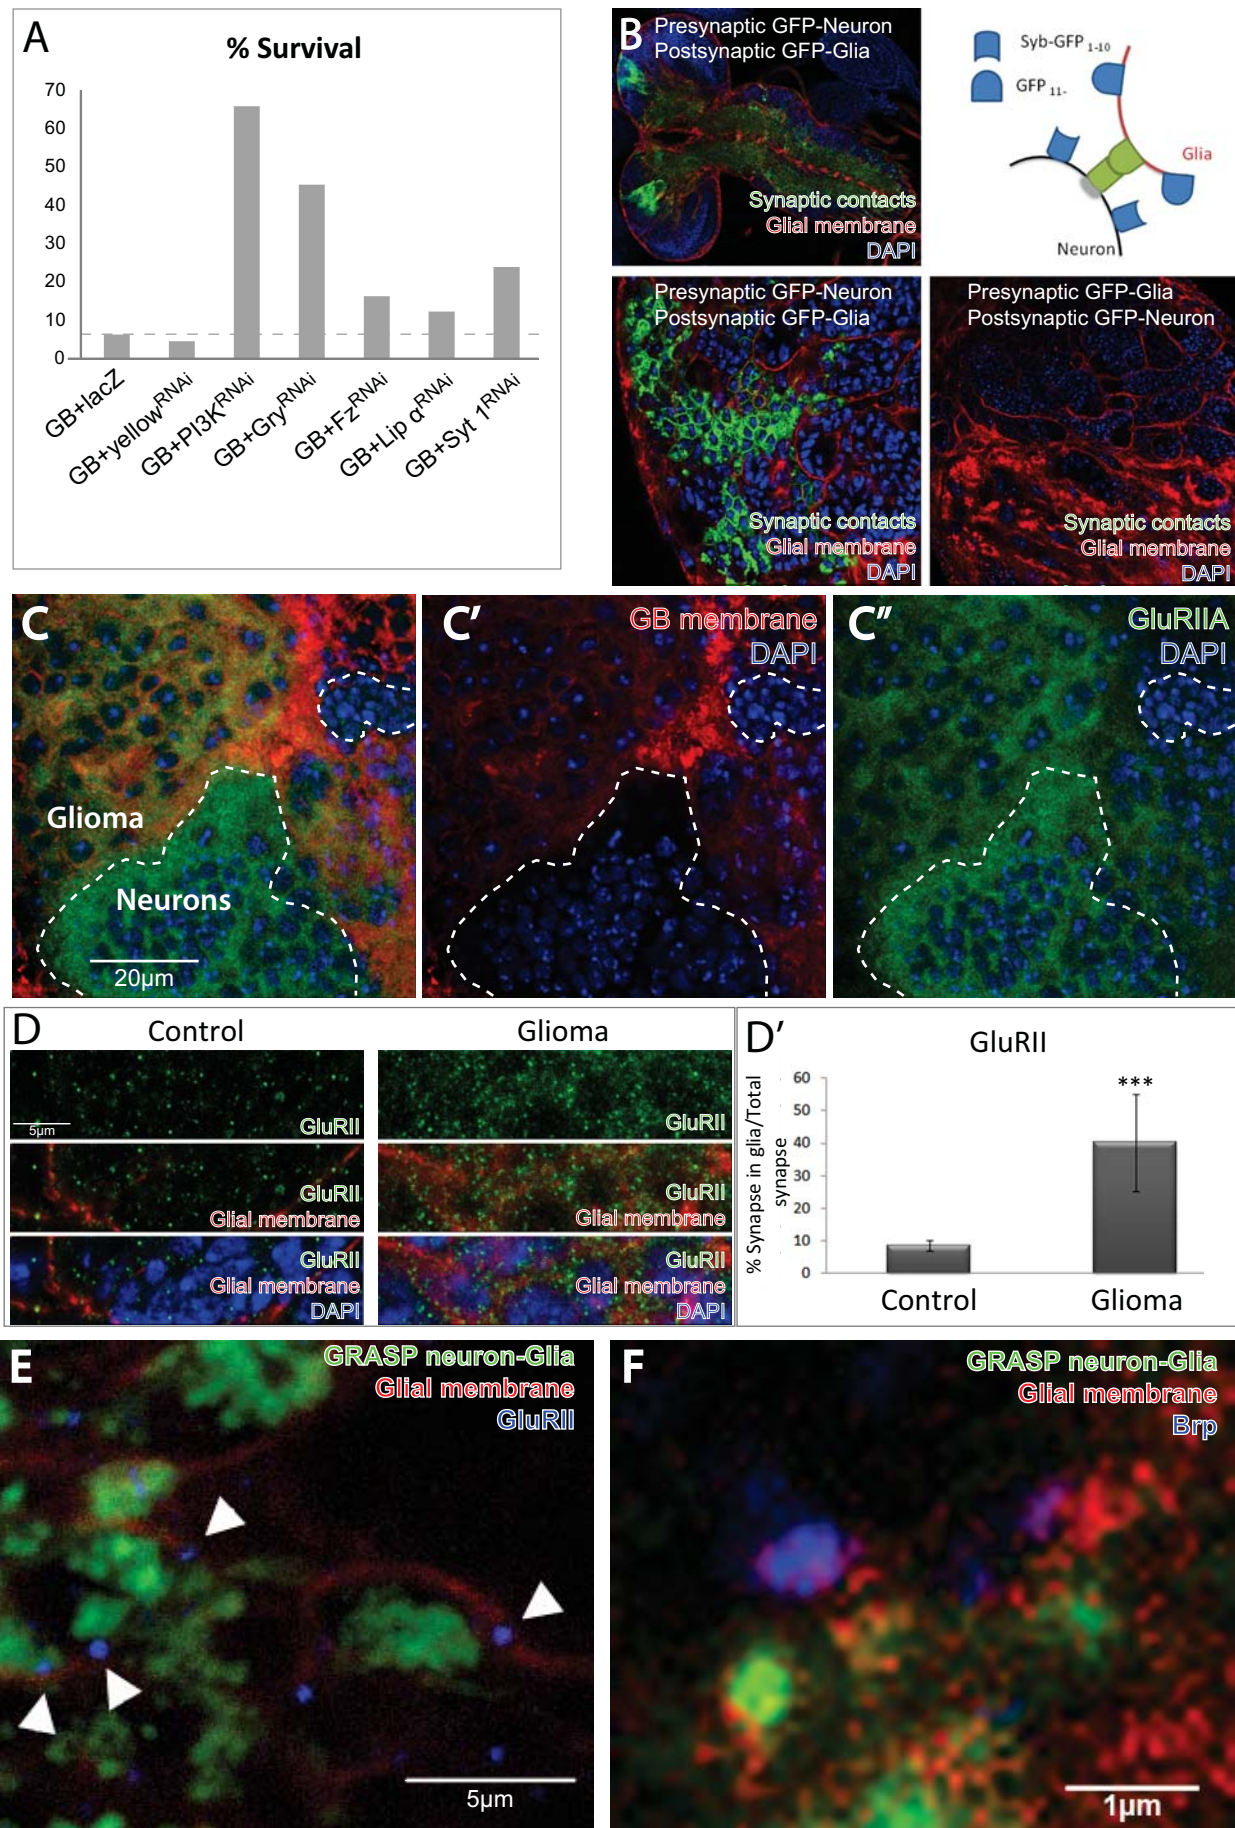 A
% Survival
70
60
50
40
30
20
10
0
GB+lacZ
GB+yellowRNAi
GB+PI3KRNAi
GB+GryRNAi
GB+FzRNAi
GB+Lip αRNAi
GB+Syt 1RNAi
B
Presynaptic GFP-Neuron
Postsynaptic GFP-Glia
Synaptic contacts
Glial membrane
DAPI
Syb-GFP 1-10
GFP 11-
Glia
Neuron
Presynaptic GFP-Neuron
Postsynaptic GFP-Glia
Synaptic contacts
Glial membrane
DAPI
Presynaptic GFP-Glia
Postsynaptic GFP-Neuron
Synaptic contacts
Glial membrane
DAPI
C
Glioma
Neurons
20µm
C'
GB membrane
DAPI
C''
GluRIIA
DAPI
D
Control
Glioma
5µm
GluRII
GluRII
Glial membrane
GluRII
Glial membrane
DAPI
GluRII
GluRII
Glial membrane
GluRII
Glial membrane
DAPI
D'
GluRII
% Synapse in glia/Total
synapse
60
50
40
30
20
10
0
***
Control
Glioma
E
GRASP neuron-Glia
Glial membrane
GluRII
5µm
F
GRASP neuron-Glia
Glial membrane
Brp
1µm